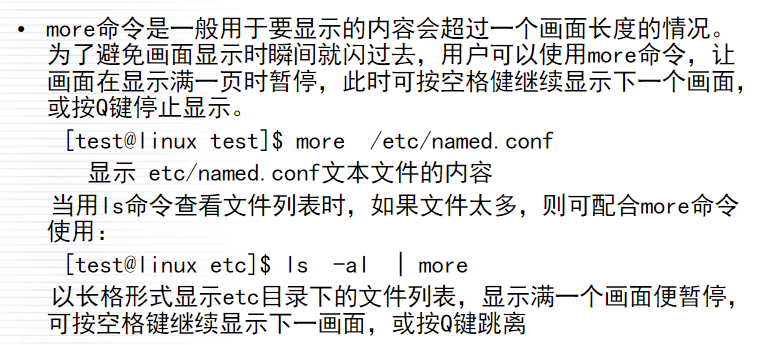 • more命令是一般用于要显示的内容会超过一个画面长度的情况。
为了避免画面显示时瞬间就闪过去，用户可以使用more命令，让
画面在显示满一页时暂停，此时可按空格健继续显示下一个画面，
或按Q键停止显示。
[test@linux test]$ more  /etc/named.conf
显示 etc/named.conf文本文件的内容
当用ls命令查看文件列表时，如果文件太多，则可配合more命令
使用：
[test@linux etc]$ ls  -al  | more
以长格形式显示etc目录下的文件列表，显示满一个画面便暂停，
可按空格键继续显示下一画面，或按Q键跳离